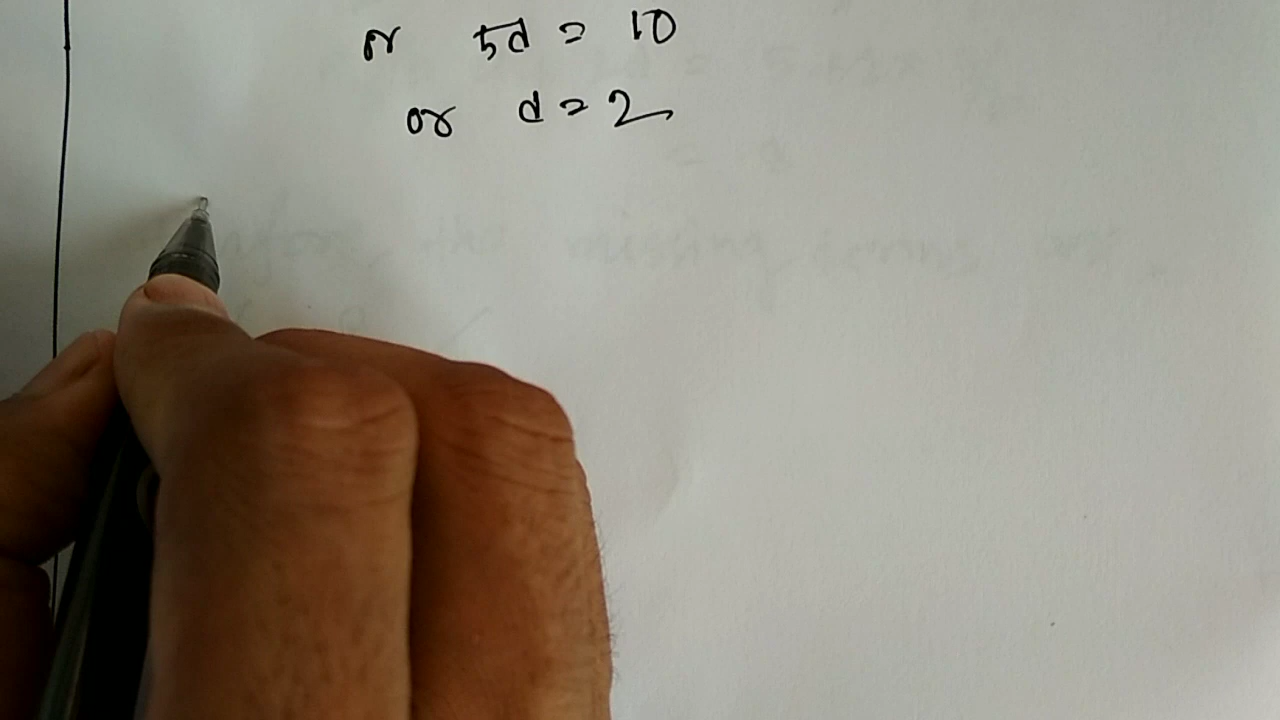 or 5d = 10
or d = 2